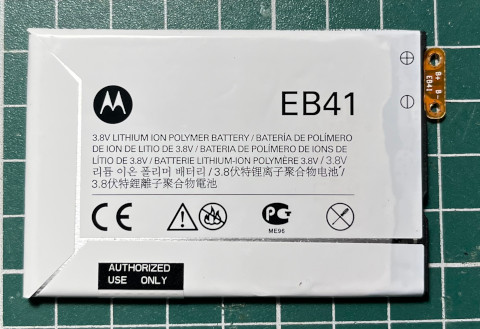 EB41
3.8V LITHIUM ION POLYMER BATTERY / BATERÍA DE POLÍMERO
DE ION DE LITIO DE 3.8V / BATERIA DE POLÍMERO DE IONS DE
LÍTIO DE 3.8V / BATTERIE LITHIUM-ION POLYMÈRE 3.8V / 3.8V
리튬 이온 폴리머 배터리 / 3.8伏特锂离子聚合物电池/
3.8伏特鋰離子聚合物電池
CE
ME96
AUTHORIZED
USE ONLY
B+ B-
EB41